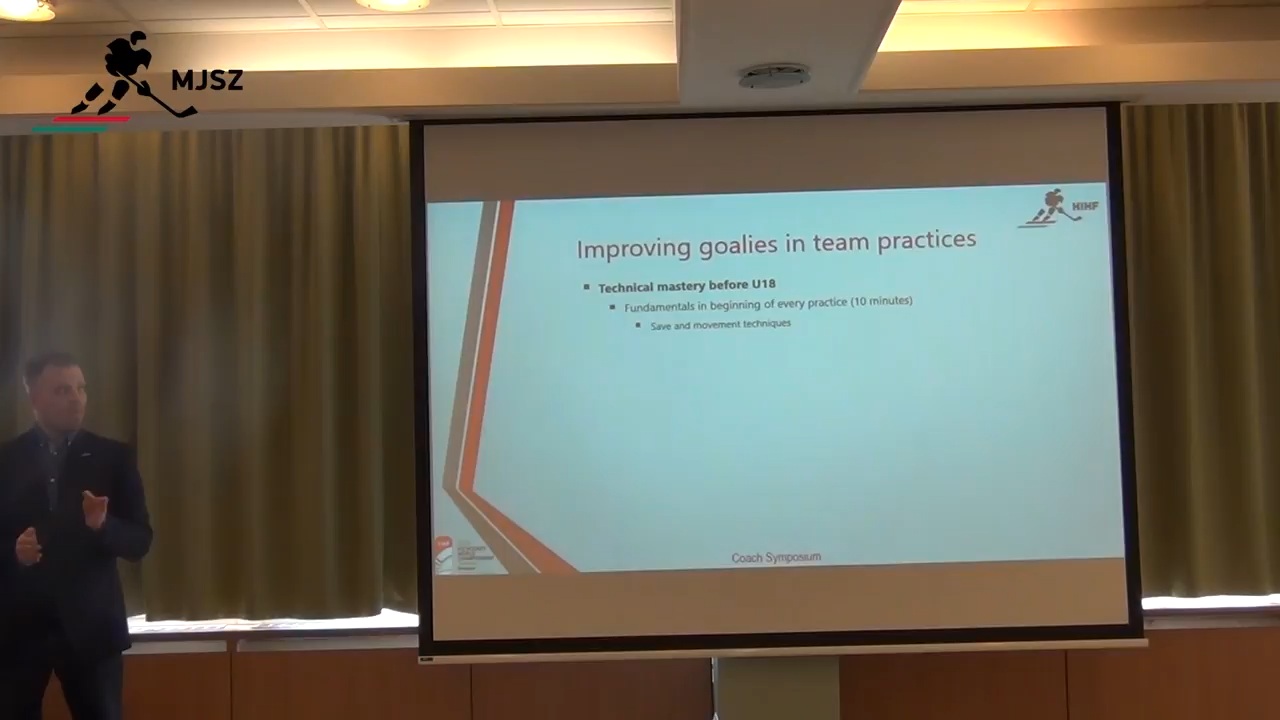 MJSZ
HIHF
Improving goalies in team practices
Technical mastery before U18
Fundamentals in beginning of every practice (10 minutes)
Save and movement techniques
Coach Symposium